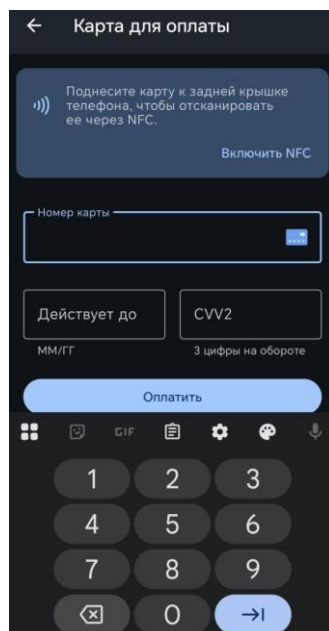 Карта для оплаты
Поднесите карту к задней крышке
телефона, чтобы отсканировать
ее через NFC.
Включить NFC
Номер карты
Действует до
CVV2
ММ/ГГ
3 цифры на обороте
Оплатить
GIF
1 2 3
4 5 6
7 8 9
0